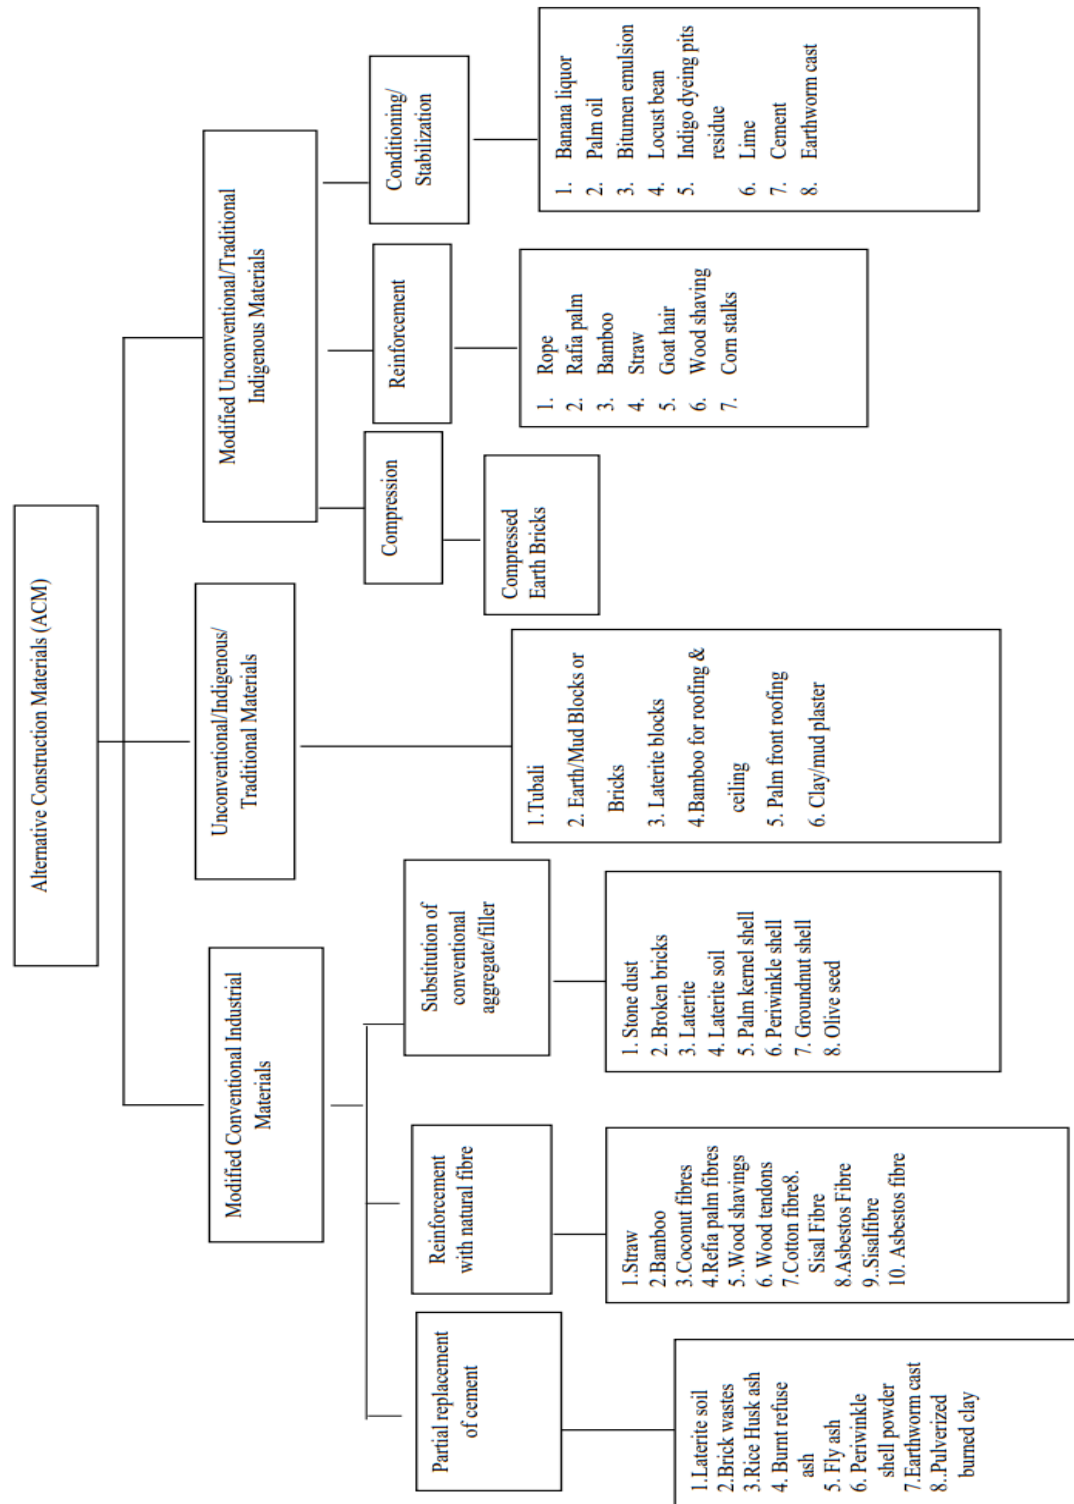 Alternative Construction Materials (ACM)
Modified Conventional Industrial
Materials
Unconventional/Indigenous/
Traditional Materials
Modified Unconventional/Traditional
Indigenous Materials
Partial replacement
of cement
Reinforcement
with natural fibre
Substitution of
conventional
aggregate/filler
Compression
Reinforcement
Conditioning/
Stabilization
1.Laterite soil
2.Brick wastes
3.Rice Husk ash
4. Burnt refuse
ash
5. Fly ash
6. Periwinkle
shell powder
7.Earthworm cast
8..Pulverized
burned clay
1.Straw
2.Bamboo
3.Coconut fibres
4.Refia palm fibres
5..Wood shavings
6. Wood tendons
7.Cotton fibre8.
Sisal Fibre
8.Asbestos Fibre
9..Sisalfibre
10. Asbestos fibre
1. Stone dust
2. Broken bricks
3. Laterite
4. Laterite soil
5. Palm kernel shell
6. Periwinkle shell
7. Groundnut shell
8. Olive seed
1.Tubali
2. Earth/Mud Blocks or
Bricks
3. Laterite blocks
4.Bamboo for roofing &
ceiling
5. Palm front roofing
6. Clay/mud plaster
Compressed
Earth Bricks
1. Rope
2. Rafia palm
3. Bamboo
4. Straw
5. Goat hair
6. Wood shaving
7. Corn stalks
1. Banana liquor
2. Palm oil
3. Bitumen emulsion
4. Locust bean
5. Indigo dyeing pits
residue
6. Lime
7. Cement
8. Earthworm cast